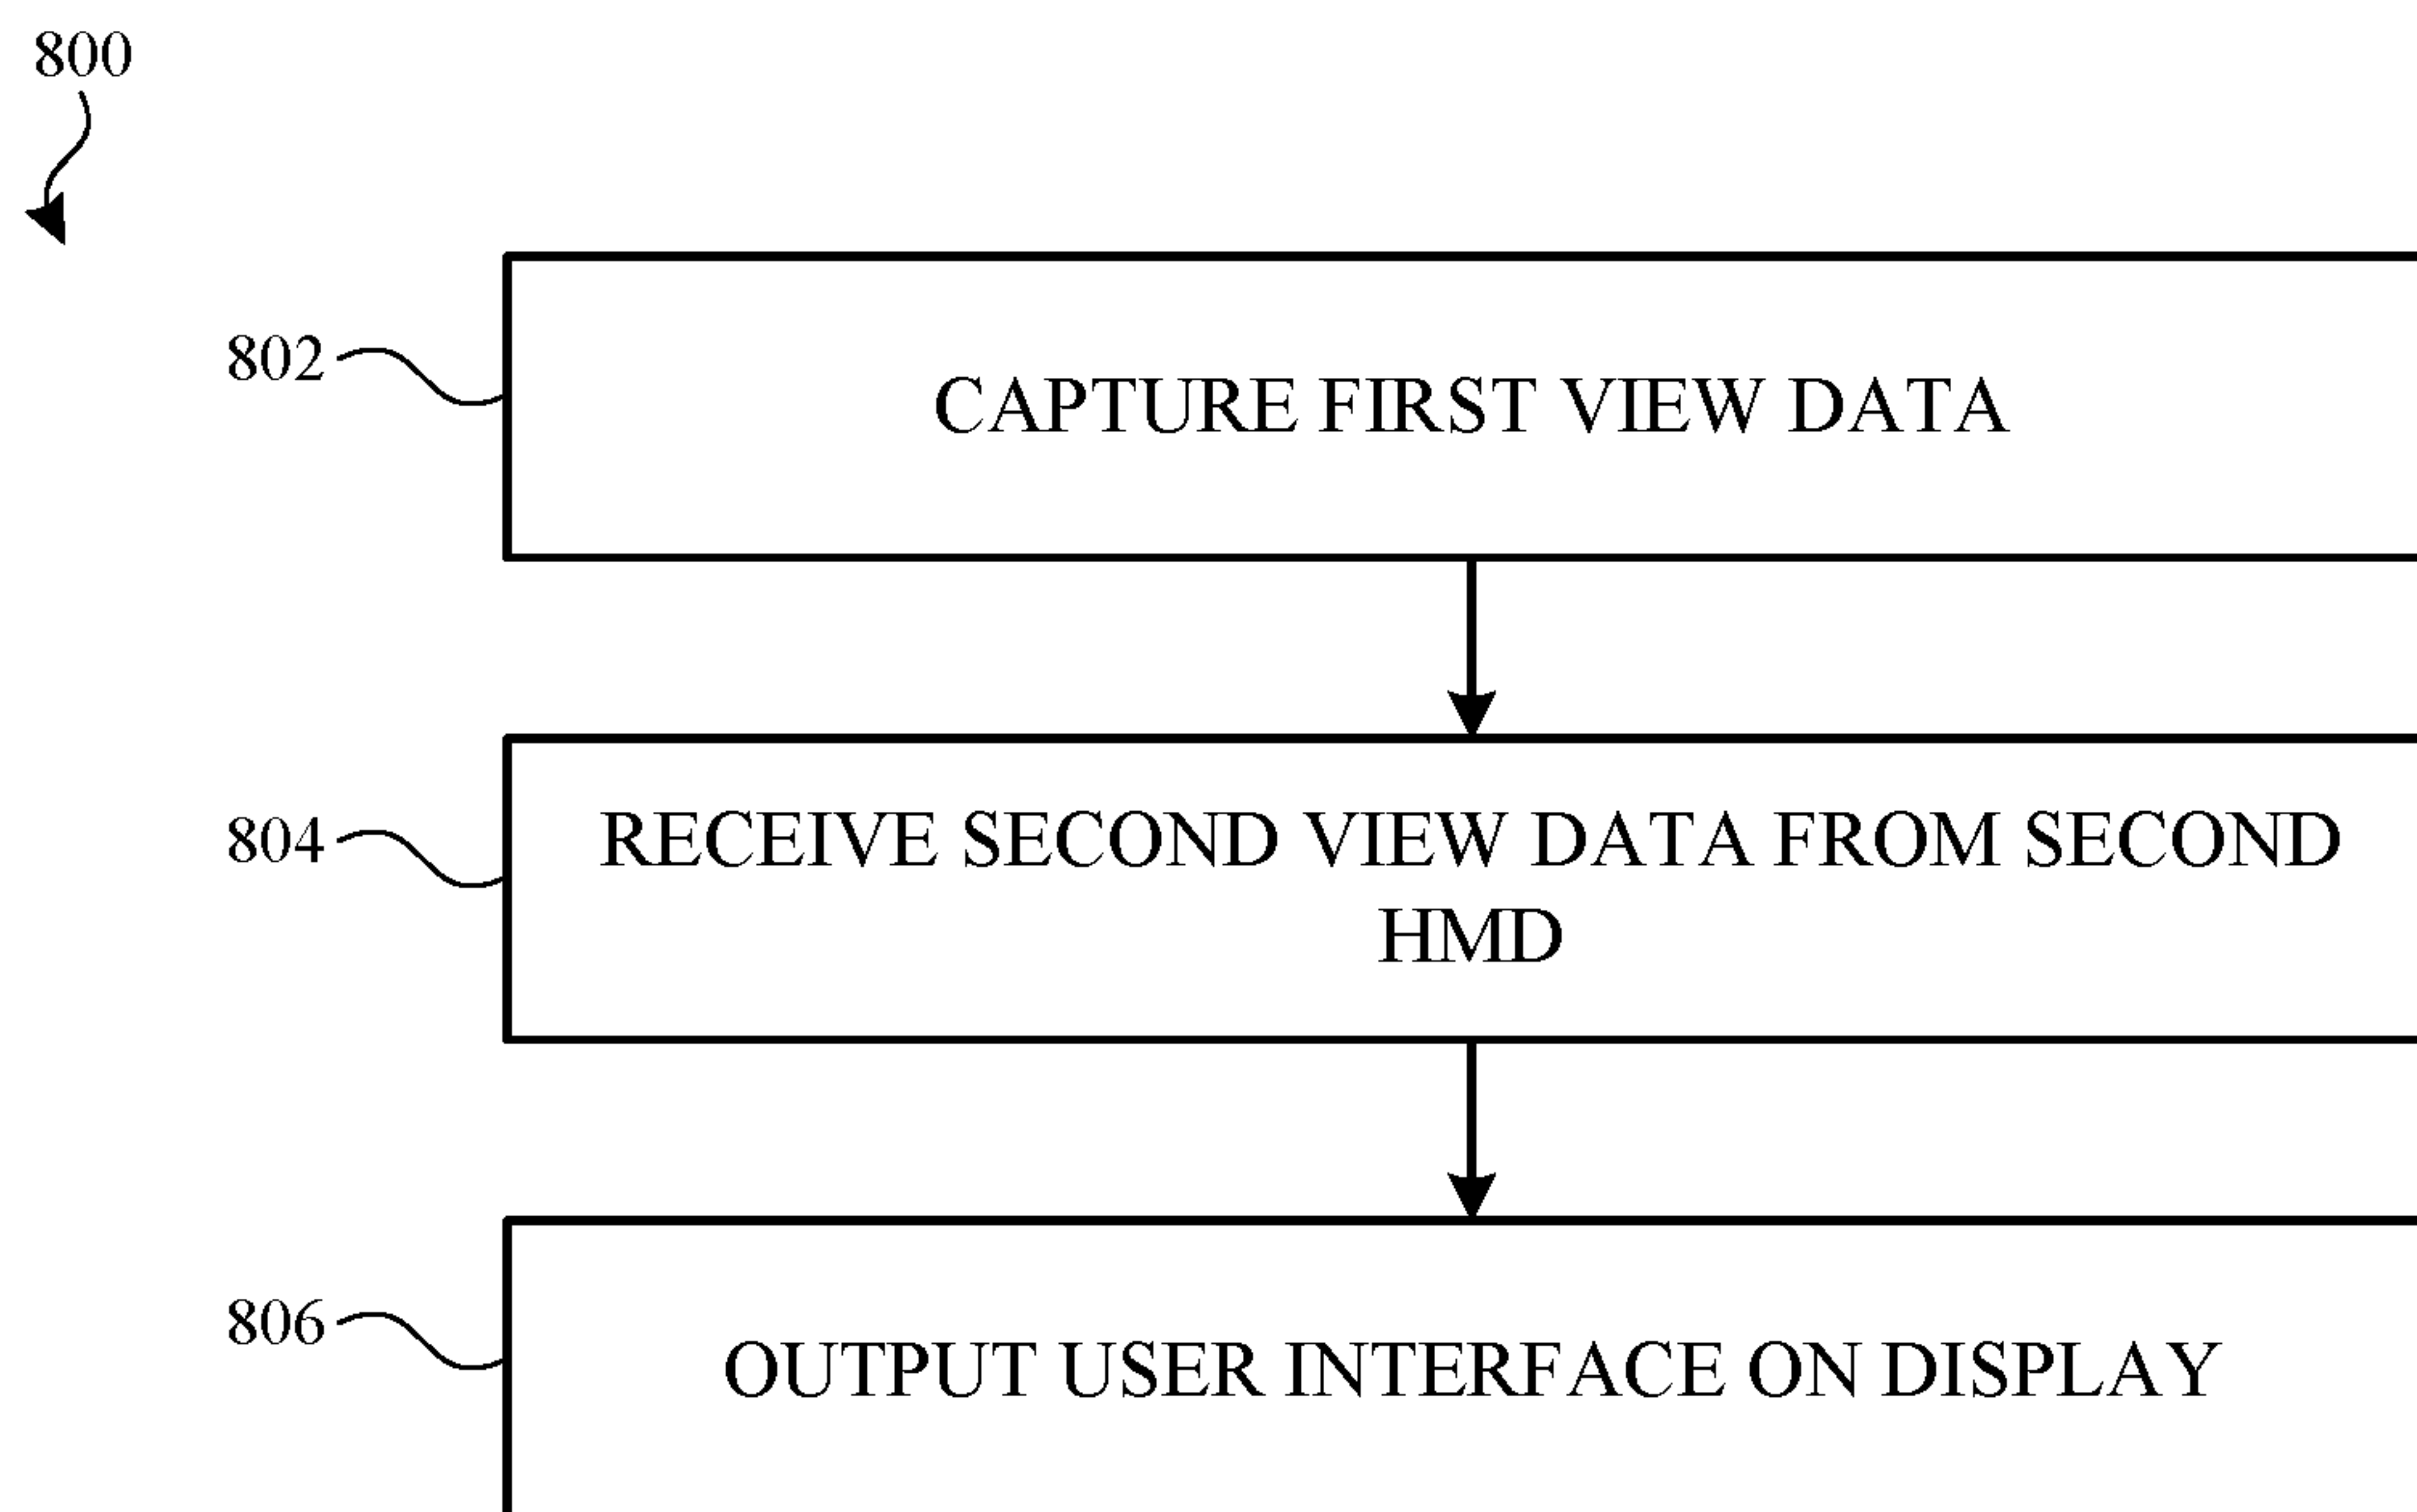 800
802
CAPTURE FIRST VIEW DATA
804
RECEIVE SECOND VIEW DATA FROM SECOND
HMD
806
OUTPUT USER INTERFACE ON DISPLAY